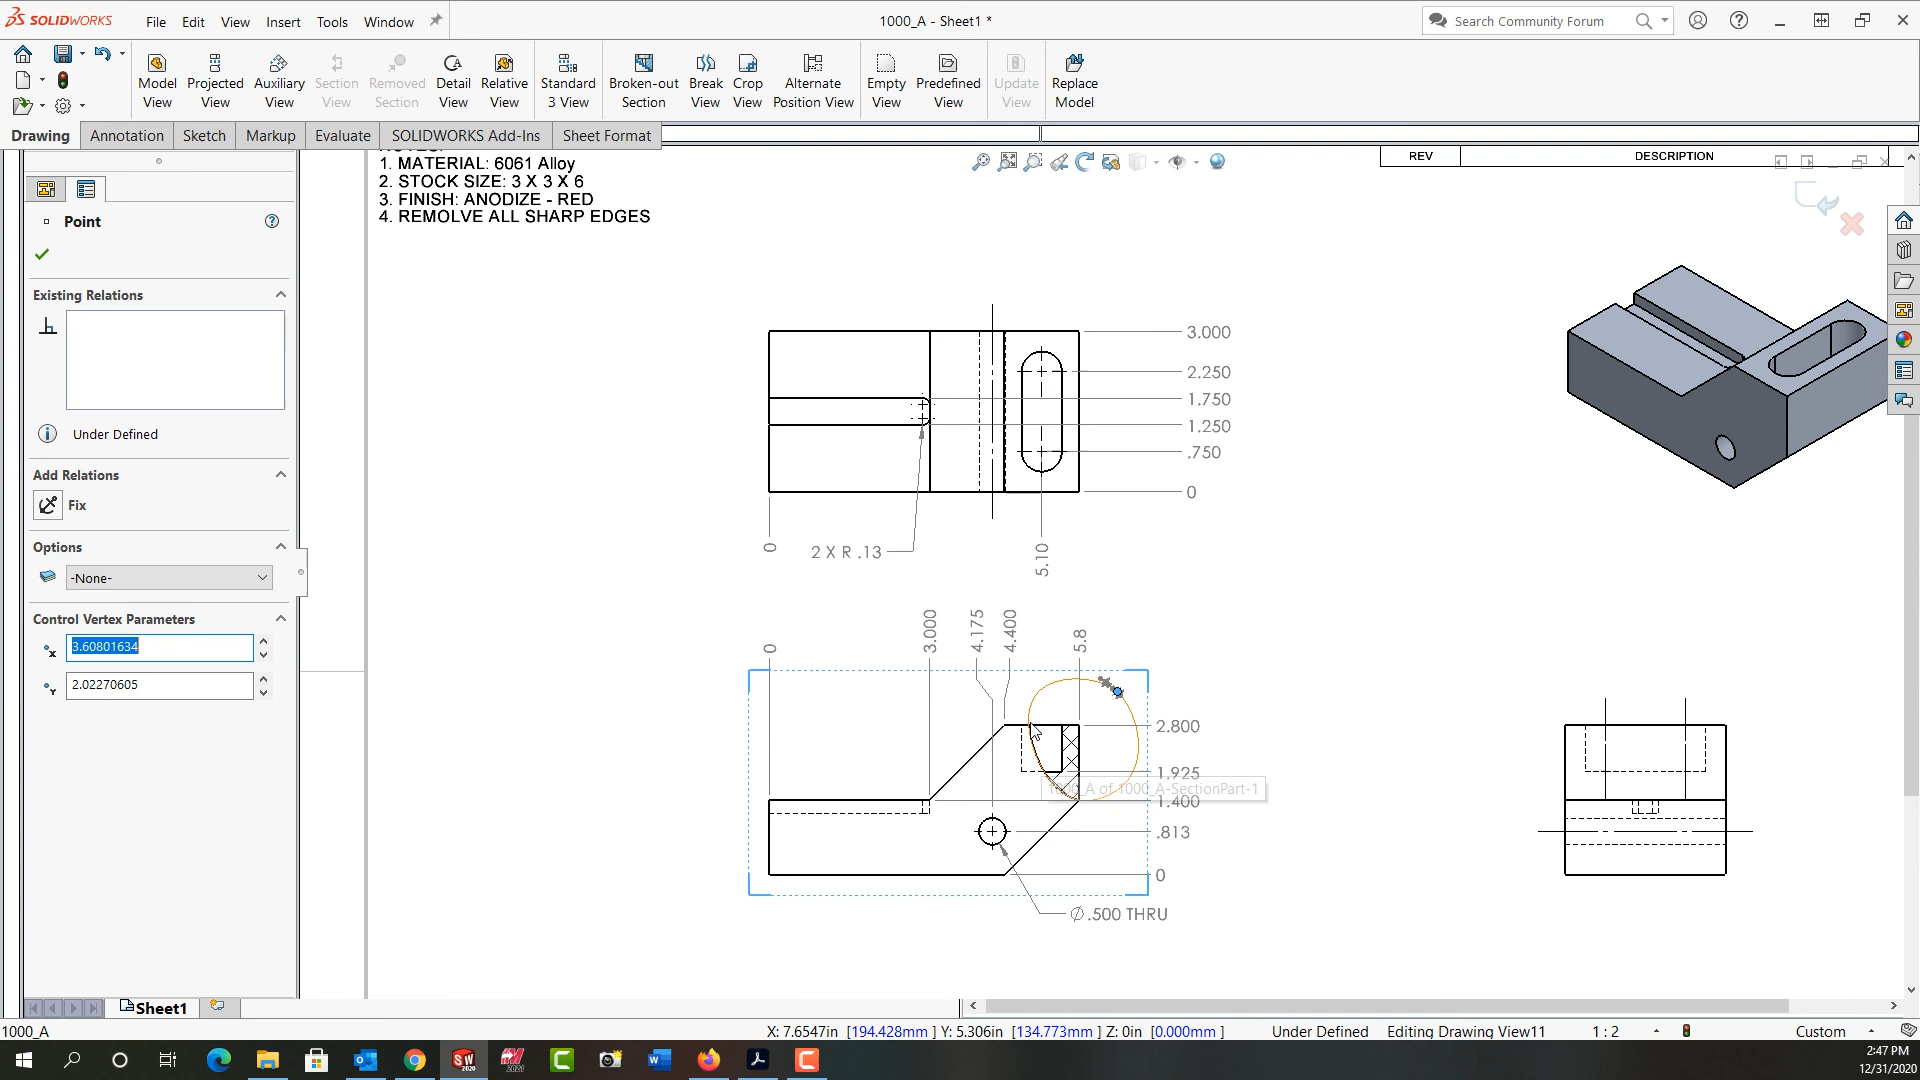 SOLIDWORKS
File Edit View Insert Tools Window
1000_A - Sheet1 *
Search Community Forum
Model View
Projected View
Auxiliary View
Section View
Removed Section
Detail View
Relative View
Standard 3 View
Broken-out Section
Break View
Crop View
Alternate Position View
Empty View
Predefined View
Update View
Replace Model
Drawing Annotation Sketch Markup Evaluate SOLIDWORKS Add-Ins Sheet Format
REV DESCRIPTION
1. MATERIAL: 6061 Alloy
2. STOCK SIZE: 3 X 3 X 6
3. FINISH: ANODIZE - RED
4. REMOLVE ALL SHARP EDGES
Point
Existing Relations
Under Defined
Add Relations
Fix
Options
-None-
Control Vertex Parameters
3.60801634
2.02270605
3.000
2.250
1.750
1.250
.750
0
0
2 X R .13
5.10
0
3.000
4.175
4.400
5.8
2.800
1.925
1000_A of 1000_A-SectionPart-1
1.400
.813
0
Ø.500 THRU
Sheet1
1000_A
X: 7.6547in [194.428mm ] Y: 5.306in [134.773mm ] Z: 0in [0.000mm ]
Under Defined
Editing Drawing View11
1 : 2
Custom
2:47 PM
12/31/2020